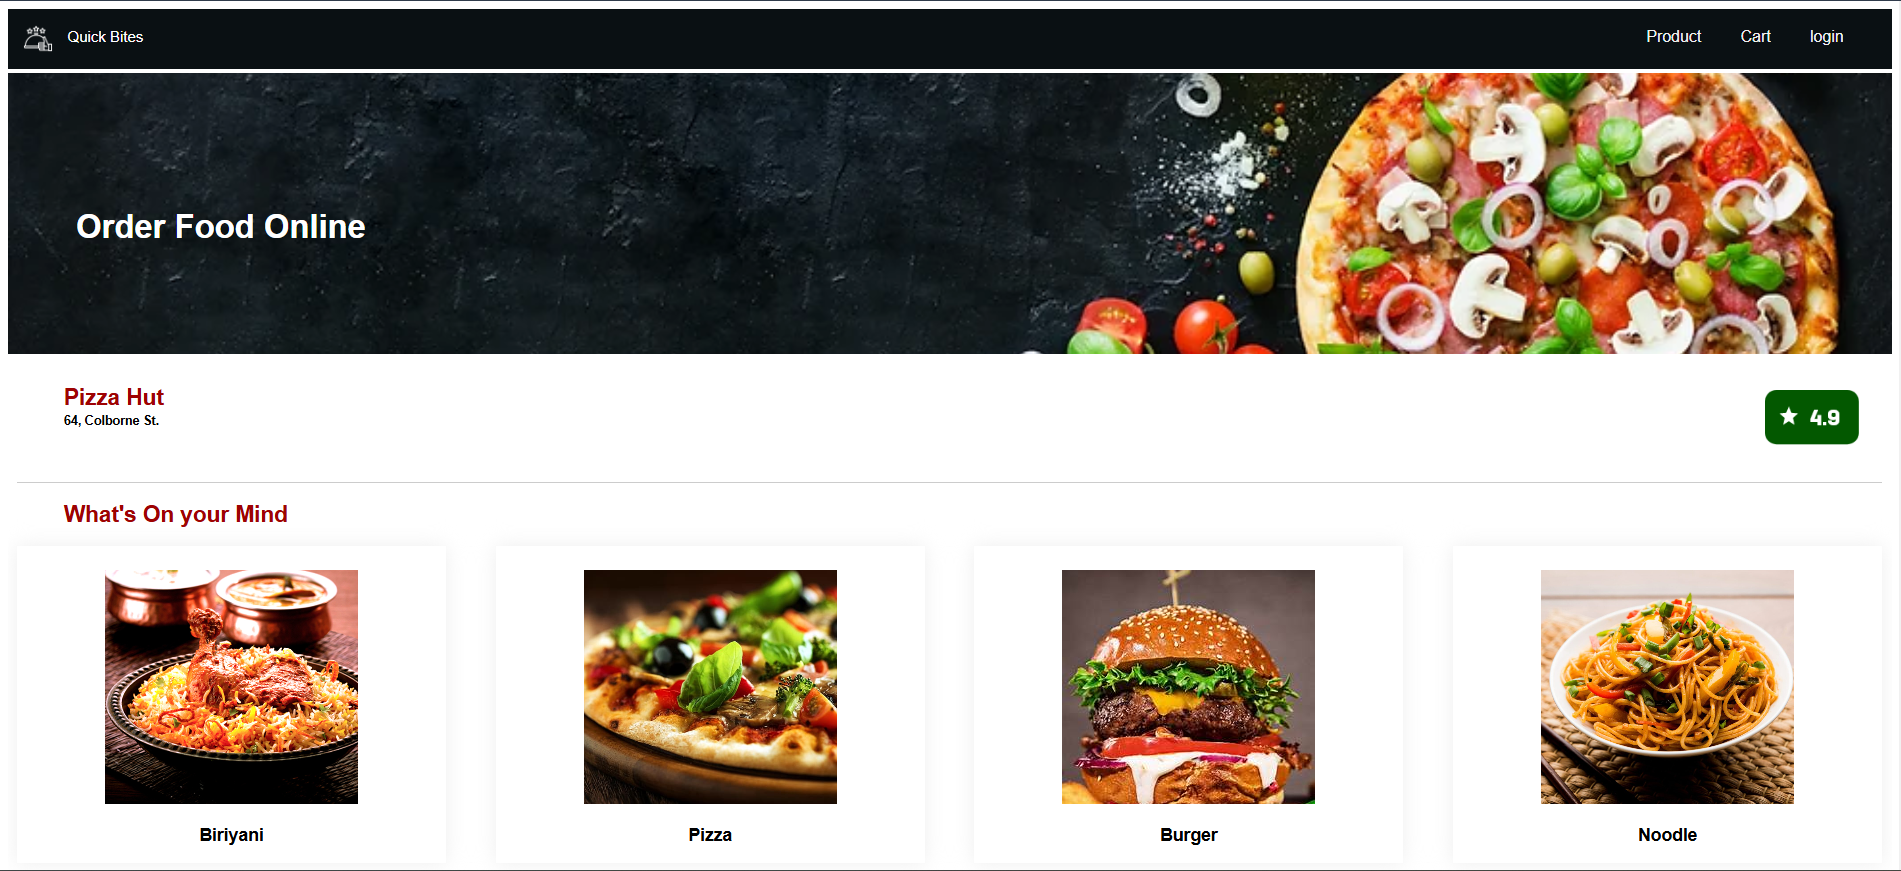 Quick Bites
Product Cart login
Order Food Online
Pizza Hut
64, Colborne St.
4.9
What's On your Mind
Biriyani
Pizza
Burger
Noodle